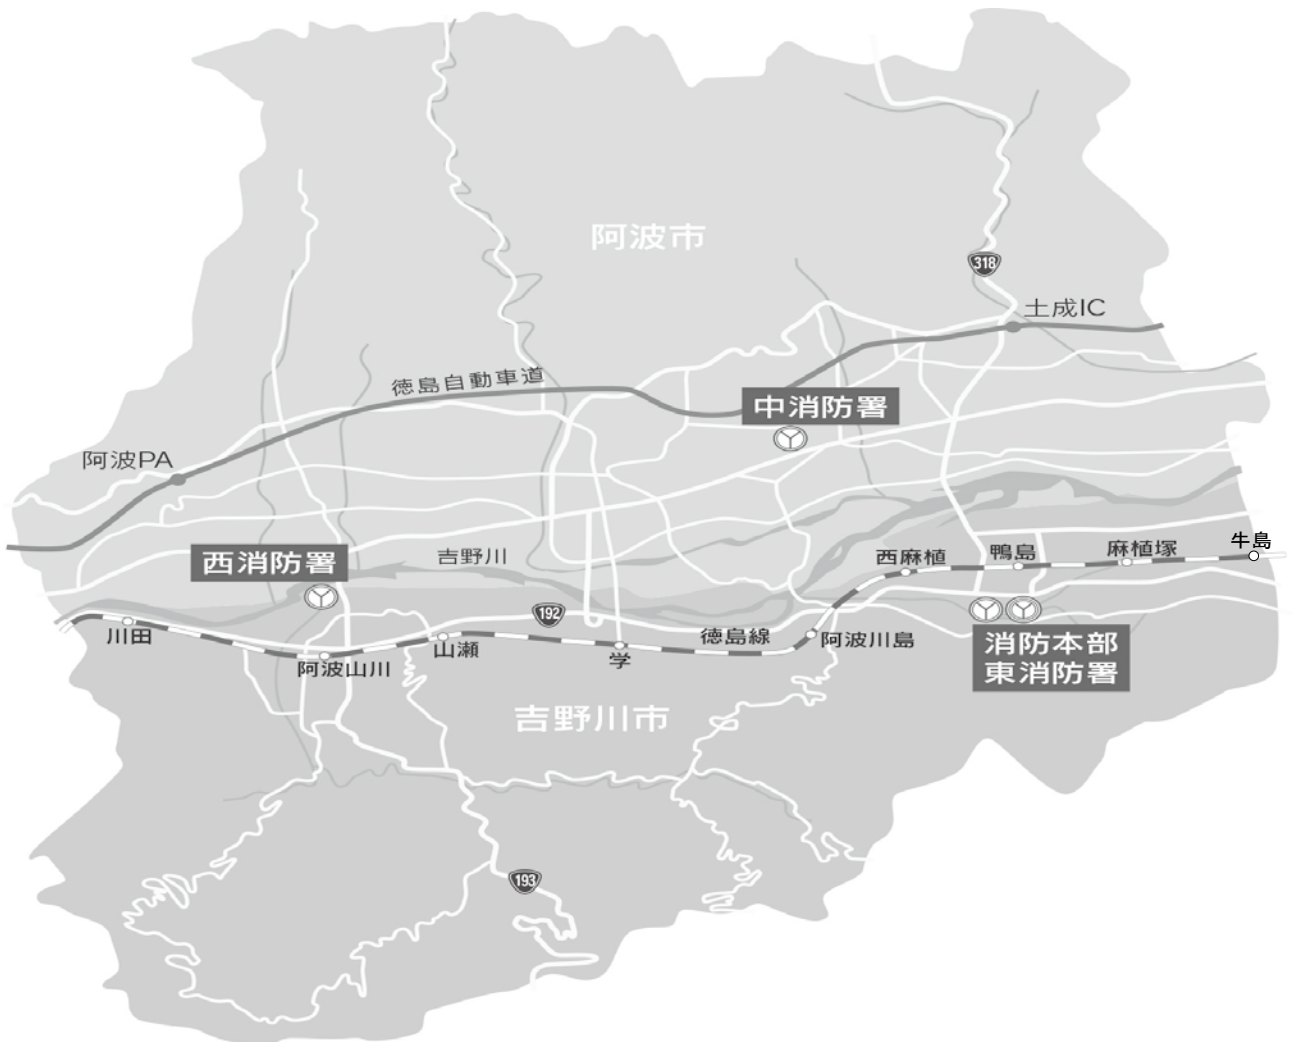 阿波市
318
土成IC
徳島自動車道
中消防署
阿波PA
牛島
西消防署
吉野川
西麻植
鴨島
麻植塚
192
川田
阿波山川
山瀬
学
徳島線
阿波川島
消防本部
東消防署
吉野川市
193